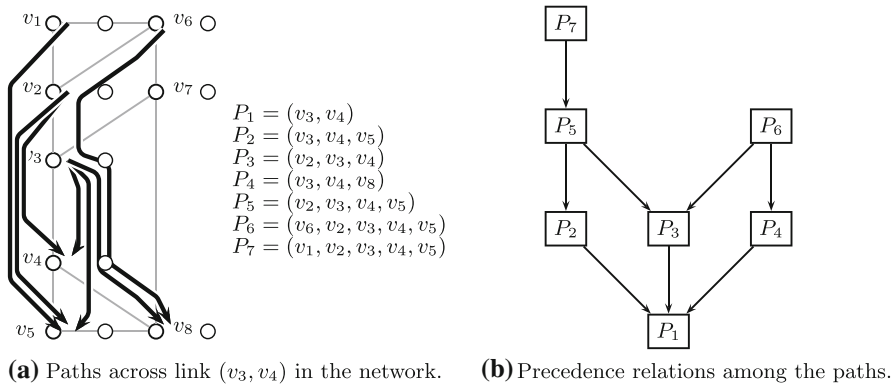 v₁
v₆
v₂
v₇
v₃
v₄
v₅
v₈
P₁ = (v₃, v₄)
P₂ = (v₃, v₄, v₅)
P₃ = (v₂, v₃, v₄)
P₄ = (v₃, v₄, v₈)
P₅ = (v₂, v₃, v₄, v₅)
P₆ = (v₆, v₂, v₃, v₄, v₅)
P₇ = (v₁, v₂, v₃, v₄, v₅)
(a) Paths across link (v₃, v₄) in the network.
P₇
P₅
P₆
P₂
P₃
P₄
P₁
(b) Precedence relations among the paths.